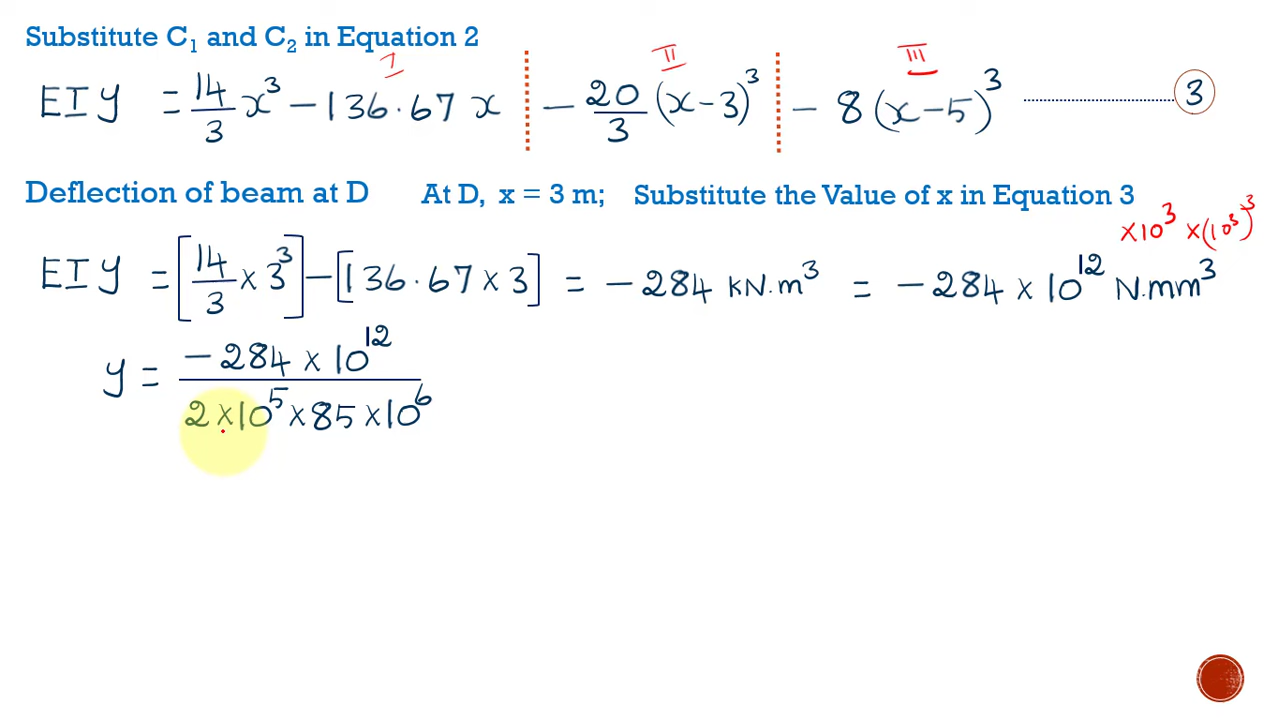 Substitute C₁ and C₂ in Equation 2
I II III
EIy = 14/3 x³ − 136.67 x − 20/3 (x − 3)³ − 8 (x − 5)³ ........................ 3
Deflection of beam at D At D, x = 3 m; Substitute the Value of x in Equation 3
×10³ ×(10³)³
EIy = [14/3 × 3³] − [136.67 × 3] = − 284 kN.m³ = − 284 × 10¹² N.mm³
y = − 284 × 10¹² / 2 × 10⁵ × 85 × 10⁶